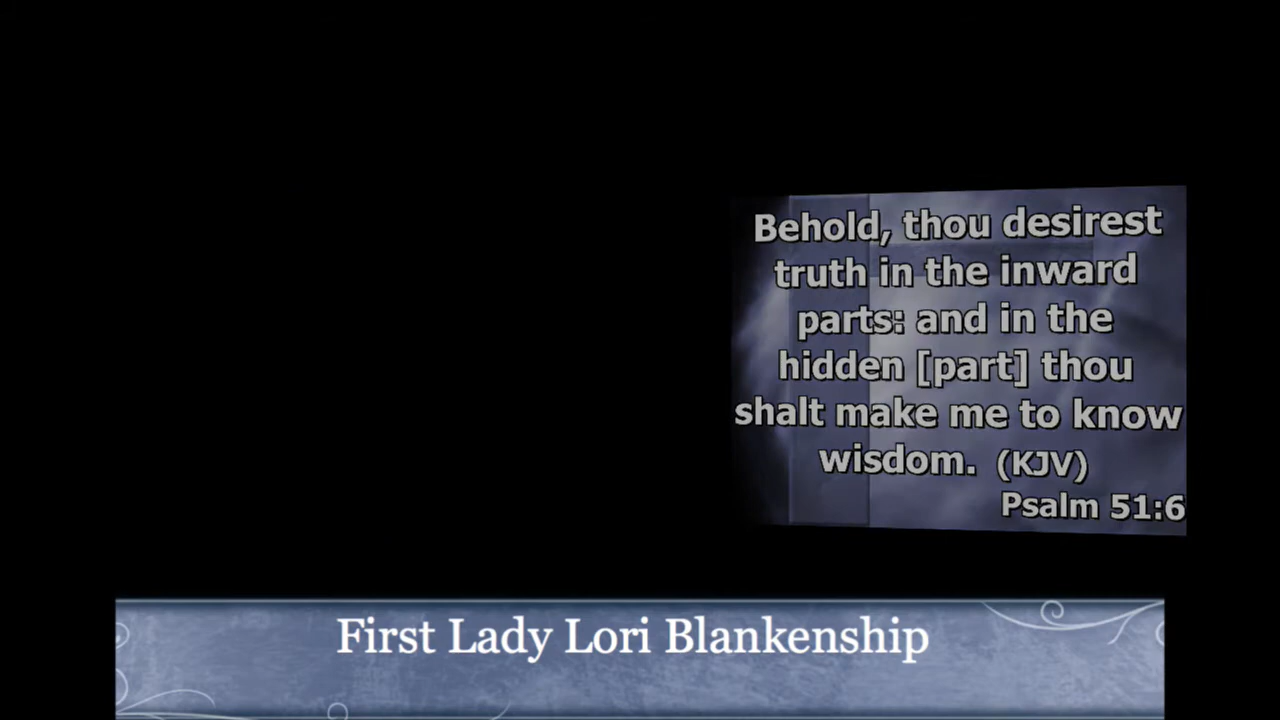 Behold, thou desirest
truth in the inward
parts: and in the
hidden [part] thou
shalt make me to know
wisdom. (KJV)
Psalm 51:6
First Lady Lori Blankenship